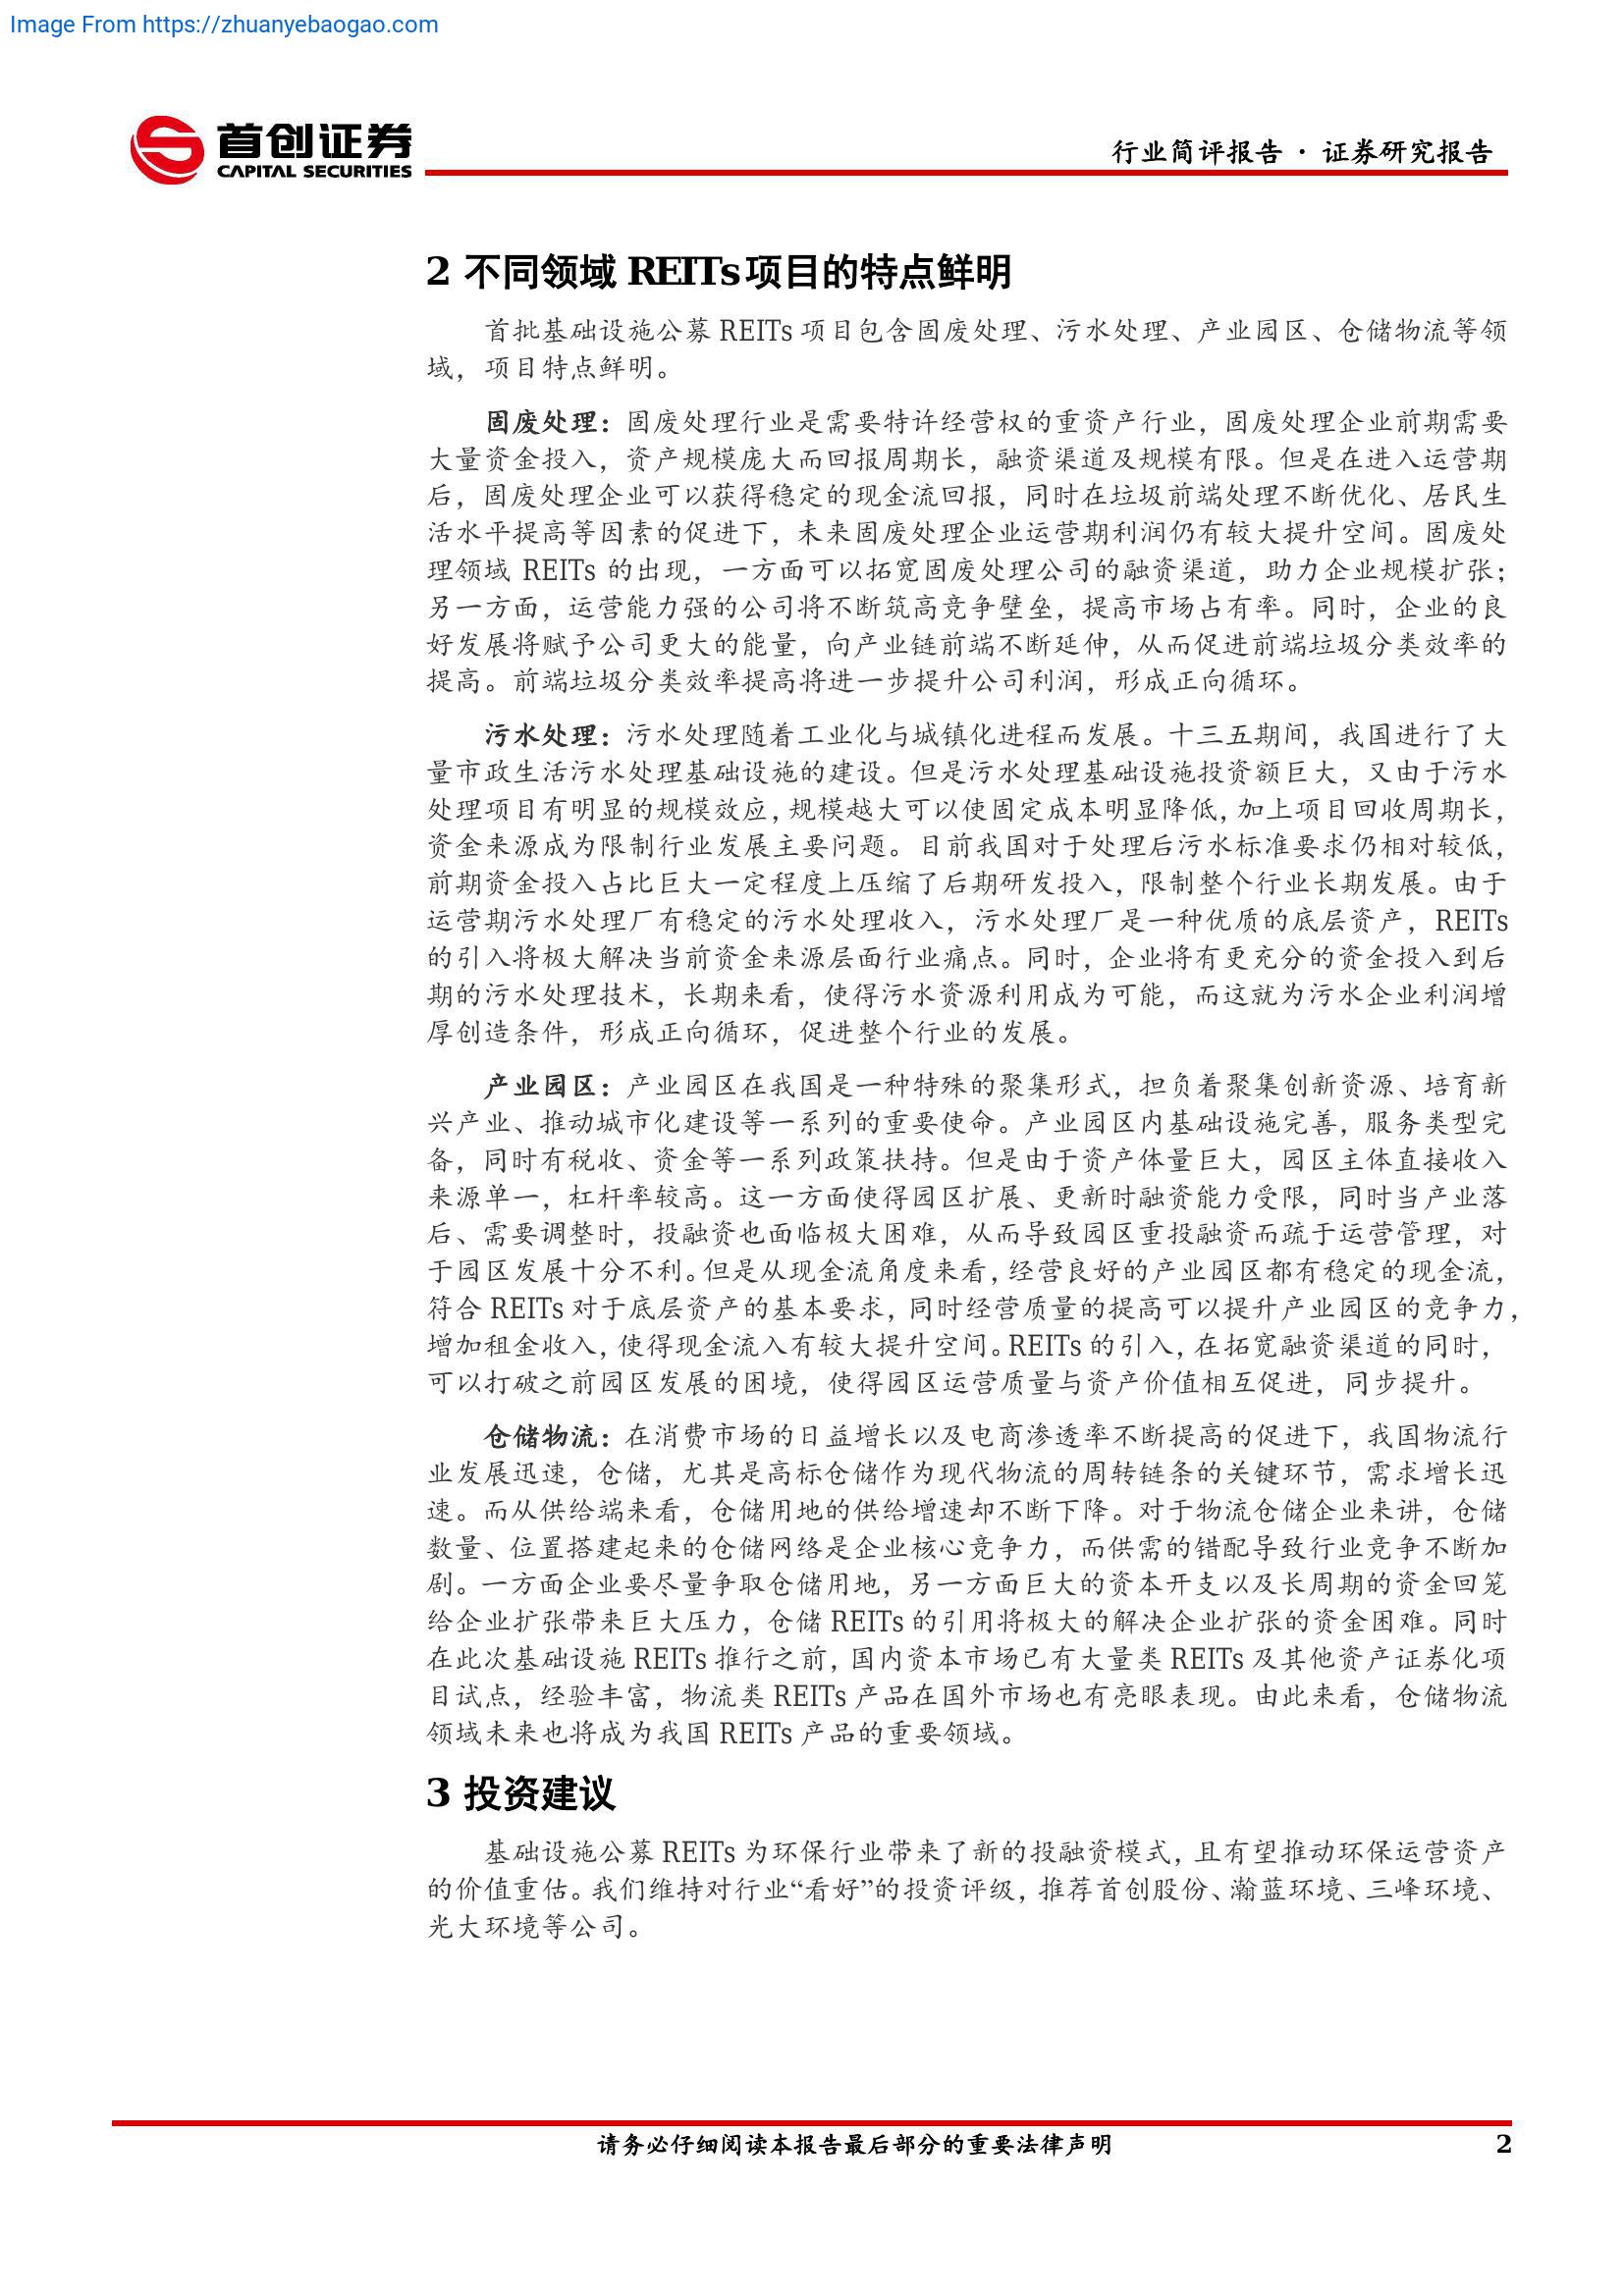 Image From https://zhuanyebaogao.com
首创证券
CAPITAL SECURITIES
行业简评报告·证券研究报告
2 不同领域 REITs 项目的特点鲜明
首批基础设施公募 REITs 项目包含固废处理、污水处理、产业园区、仓储物流等领
域，项目特点鲜明。
固废处理：固废处理行业是需要特许经营权的重资产行业，固废处理企业前期需要
大量资金投入，资产规模庞大而回报周期长，融资渠道及规模有限。但是在进入运营期
后，固废处理企业可以获得稳定的现金流回报，同时在垃圾前端处理不断优化、居民生
活水平提高等因素的促进下，未来固废处理企业运营期利润仍有较大提升空间。固废处
理领域 REITs 的出现，一方面可以拓宽固废处理公司的融资渠道，助力企业规模扩张；
另一方面，运营能力强的公司将不断筑高竞争壁垒，提高市场占有率。同时，企业的良
好发展将赋予公司更大的能量，向产业链前端不断延伸，从而促进前端垃圾分类效率的
提高。前端垃圾分类效率提高将进一步提升公司利润，形成正向循环。
污水处理：污水处理随着工业化与城镇化进程而发展。十三五期间，我国进行了大
量市政生活污水处理基础设施的建设。但是污水处理基础设施投资额巨大，又由于污水
处理项目有明显的规模效应，规模越大可以使固定成本明显降低，加上项目回收周期长，
资金来源成为限制行业发展主要问题。目前我国对于处理后污水标准要求仍相对较低，
前期资金投入占比巨大一定程度上压缩了后期研发投入，限制整个行业长期发展。由于
运营期污水处理厂有稳定的污水处理收入，污水处理厂是一种优质的底层资产，REITs
的引入将极大解决当前资金来源层面行业痛点。同时，企业将有更充分的资金投入到后
期的污水处理技术，长期来看，使得污水资源利用成为可能，而这就为污水企业利润增
厚创造条件，形成正向循环，促进整个行业的发展。
产业园区：产业园区在我国是一种特殊的聚集形式，担负着聚集创新资源、培育新
兴产业、推动城市化建设等一系列的重要使命。产业园区内基础设施完善，服务类型完
备，同时有税收、资金等一系列政策扶持。但是由于资产体量巨大，园区主体直接收入
来源单一，杠杆率较高。这一方面使得园区扩展、更新时融资能力受限，同时当产业落
后、需要调整时，投融资也面临极大困难，从而导致园区重投融资而疏于运营管理，对
于园区发展十分不利。但是从现金流角度来看，经营良好的产业园区都有稳定的现金流，
符合 REITs 对于底层资产的基本要求，同时经营质量的提高可以提升产业园区的竞争力，
增加租金收入，使得现金流入有较大提升空间。REITs 的引入，在拓宽融资渠道的同时，
可以打破之前园区发展的困境，使得园区运营质量与资产价值相互促进，同步提升。
仓储物流：在消费市场的日益增长以及电商渗透率不断提高的促进下，我国物流行
业发展迅速，仓储，尤其是高标仓储作为现代物流的周转链条的关键环节，需求增长迅
速。而从供给端来看，仓储用地的供给增速却不断下降。对于物流仓储企业来讲，仓储
数量、位置搭建起来的仓储网络是企业核心竞争力，而供需的错配导致行业竞争不断加
剧。一方面企业要尽量争取仓储用地，另一方面巨大的资本开支以及长周期的资金回笼
给企业扩张带来巨大压力，仓储 REITs 的引用将极大的解决企业扩张的资金困难。同时
在此次基础设施 REITs 推行之前，国内资本市场已有大量类 REITs 及其他资产证券化项
目试点，经验丰富，物流类 REITs 产品在国外市场也有亮眼表现。由此来看，仓储物流
领域未来也将成为我国 REITs 产品的重要领域。
3 投资建议
基础设施公募 REITs 为环保行业带来了新的投融资模式，且有望推动环保运营资产
的价值重估。我们维持对行业“看好”的投资评级，推荐首创股份、瀚蓝环境、三峰环境、
光大环境等公司。
请务必仔细阅读本报告最后部分的重要法律声明
2